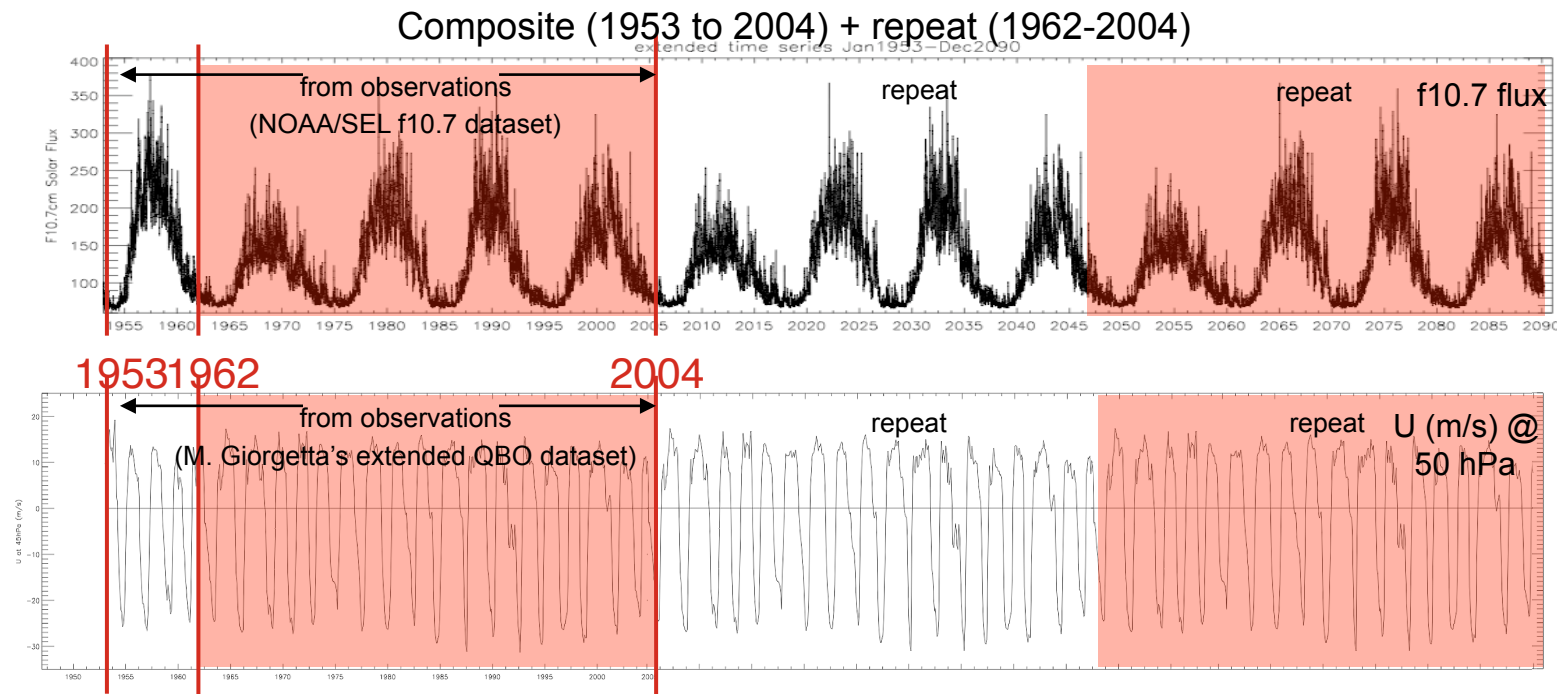 Composite (1953 to 2004) + repeat (1962-2004)
extended time series Jan1953–Dec2090
from observations
(NOAA/SEL f10.7 dataset)
repeat
repeat
f10.7 flux
F10.7cm Solar Flux
400
350
300
250
200
150
100
1955 1960 1965 1970 1975 1980 1985 1990 1995 2000 2005 2010 2015 2020 2025 2030 2035 2040 2045 2050 2055 2060 2065 2070 2075 2080 2085 2090
1953 1962 2004
from observations
(M. Giorgetta's extended QBO dataset)
repeat
repeat
U (m/s) @
50 hPa
U at 45hPa (m/s)
20
10
0
-10
-20
-30
1950 1955 1960 1965 1970 1975 1980 1985 1990 1995 2000 200